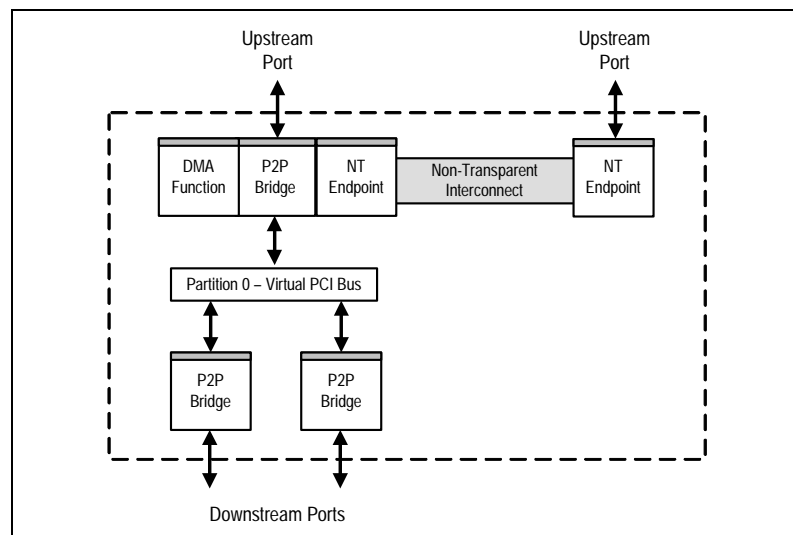 Upstream
Port
Upstream
Port
DMA
Function
P2P
Bridge
NT
Endpoint
Non-Transparent
Interconnect
NT
Endpoint
Partition 0 – Virtual PCI Bus
P2P
Bridge
P2P
Bridge
Downstream Ports